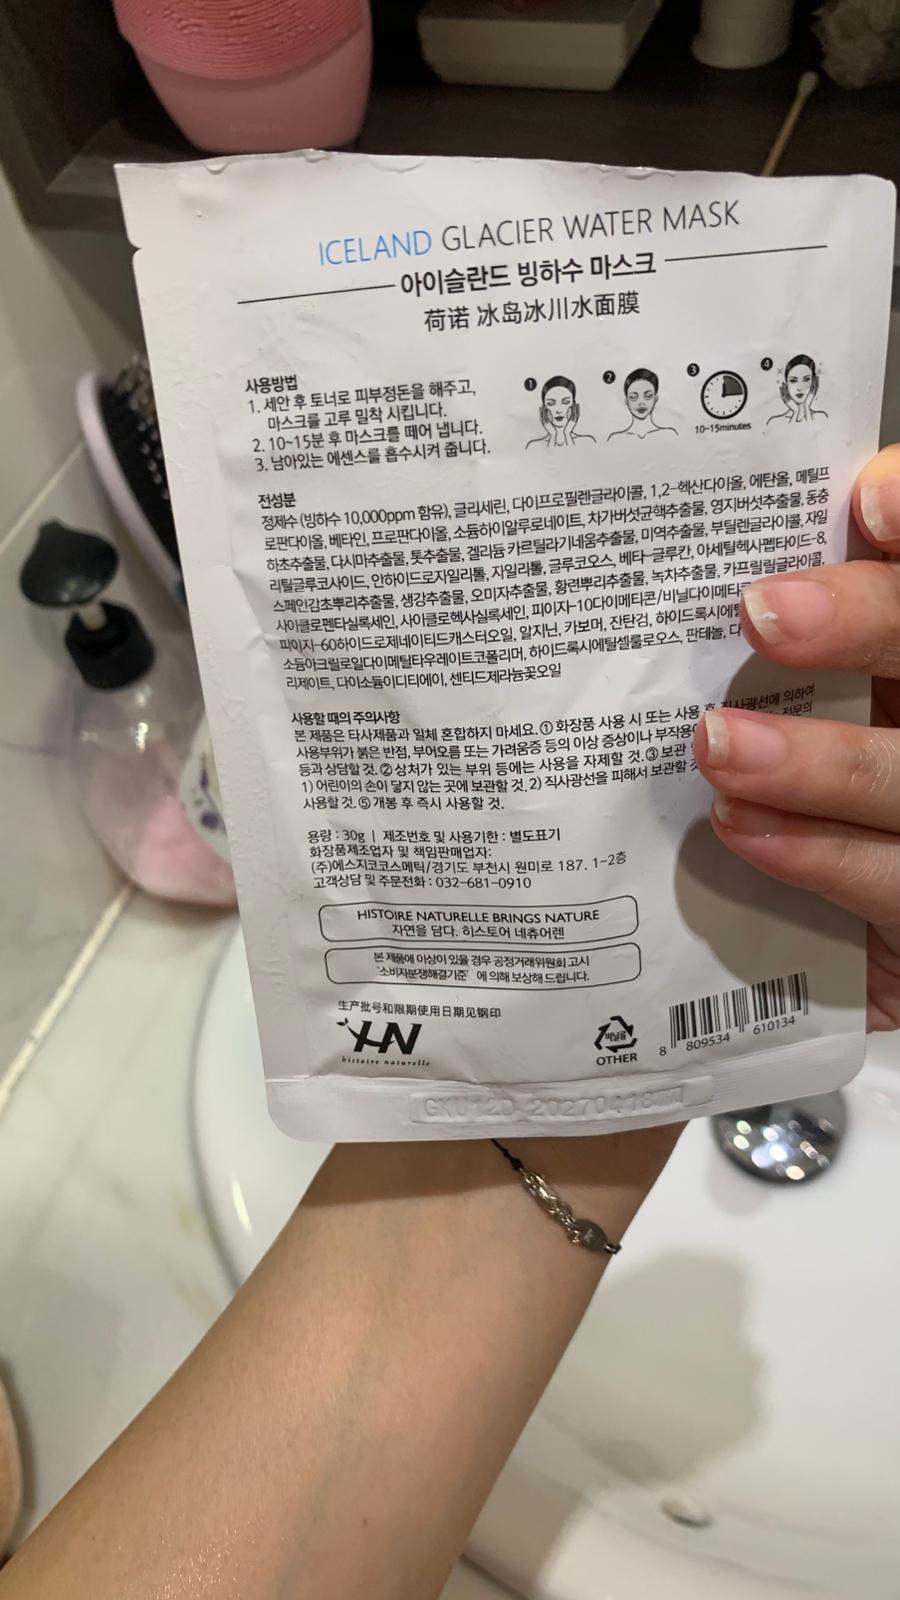 ICELAND GLACIER WATER MASK
아이슬란드 빙하수 마스크
荷诺 冰岛冰川水面膜
사용방법
1. 세안 후 토너로 피부정돈을 해주고,
마스크를 고루 밀착 시킵니다.
2. 10~15분 후 마스크를 떼어 냅니다.
3. 남아있는 에센스를 흡수시켜 줍니다.
1 2 3 4
10~15minutes
전성분
정제수 (빙하수 10,000ppm 함유), 글리세린, 다이프로필렌글라이콜, 1,2-헥산다이올, 에탄올, 메틸프
로판다이올, 베타인, 프로판다이올, 소듐하이알루로네이트, 차가버섯균핵추출물, 영지버섯추출물, 동충
하초추출물, 다시마추출물, 톳추출물, 겔리듐 카르틸라기네움추출물, 미역추출물, 부틸렌글라이콜, 자일
리틸글루코사이드, 안하이드로자일리톨, 자일리톨, 글루코오스, 베타-글루칸, 아세틸헥사펩타이드-8,
스페인감초뿌리추출물, 생강추출물, 오미자추출물, 황련뿌리추출물, 녹차추출물, 카프릴릴글라이콜,
사이클로펜타실록세인, 사이클로헥사실록세인, 피이지-10다이메티콘/비닐다이메티
피이지-60하이드로제네이티드캐스터오일, 알지닌, 카보머, 잔탄검, 하이드록시에틸
소듐아크릴로일다이메틸타우레이트코폴리머, 하이드록시에틸셀룰로오스, 판테놀, 다
리제이트, 다이소듐이디티에이, 센티드제라늄꽃오일
사용할 때의 주의사항
본 제품은 타사제품과 일체 혼합하지 마세요. ① 화장품 사용 시 또는 사용 후 직사광선에 의하여
사용부위가 붉은 반점, 부어오름 또는 가려움증 등의 이상 증상이나 부작용이 전문의
등과 상담할 것. ② 상처가 있는 부위 등에는 사용을 자제할 것. ③ 보관
1) 어린이의 손이 닿지 않는 곳에 보관할 것. 2) 직사광선을 피해서 보관할
사용할 것. ⑤ 개봉 후 즉시 사용할 것.
용량 : 30g | 제조번호 및 사용기한 : 별도표기
화장품제조업자 및 책임판매업자:
(주)에스지코코스메틱/경기도 부천시 원미로 187. 1-2층
고객상담 및 주문전화 : 032-681-0910
HISTOIRE NATURELLE BRINGS NATURE
자연을 담다. 히스토어 네츄어렌
본 제품에 이상이 있을 경우 공정거래위원회 고시
'소비자분쟁해결기준' 에 의해 보상해 드립니다.
生产批号和限期使用日期见钢印
HN
histoire naturelle
비닐류
OTHER
8 809534 610134
GKU12D 20270418